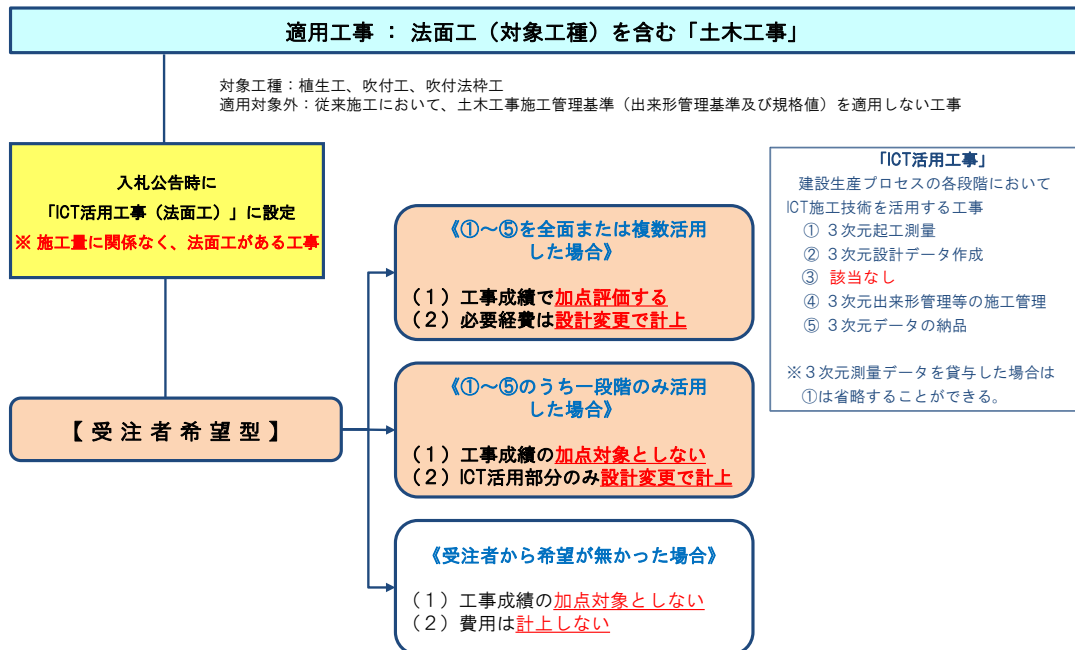 適用工事 ： 法面工（対象工種）を含む「土木工事」
対象工種：植生工、吹付工、吹付法枠工
適用対象外：従来施工において、土木工事施工管理基準（出来形管理基準及び規格値）を適用しない工事
入札公告時に
「ICT活用工事（法面工）」に設定
※ 施工量に関係なく、法面工がある工事
【 受 注 者 希 望 型 】
《①～⑤を全面または複数活用
した場合》
（１）工事成績で加点評価する
（２）必要経費は設計変更で計上
《①～⑤のうち一段階のみ活用
した場合》
（１）工事成績の加点対象としない
（２）ICT活用部分のみ設計変更で計上
《受注者から希望が無かった場合》
（１）工事成績の加点対象としない
（２）費用は計上しない
「ICT活用工事」
建設生産プロセスの各段階において
ICT施工技術を活用する工事
① ３次元起工測量
② ３次元設計データ作成
③ 該当なし
④ ３次元出来形管理等の施工管理
⑤ ３次元データの納品
※３次元測量データを貸与した場合は
①は省略することができる。